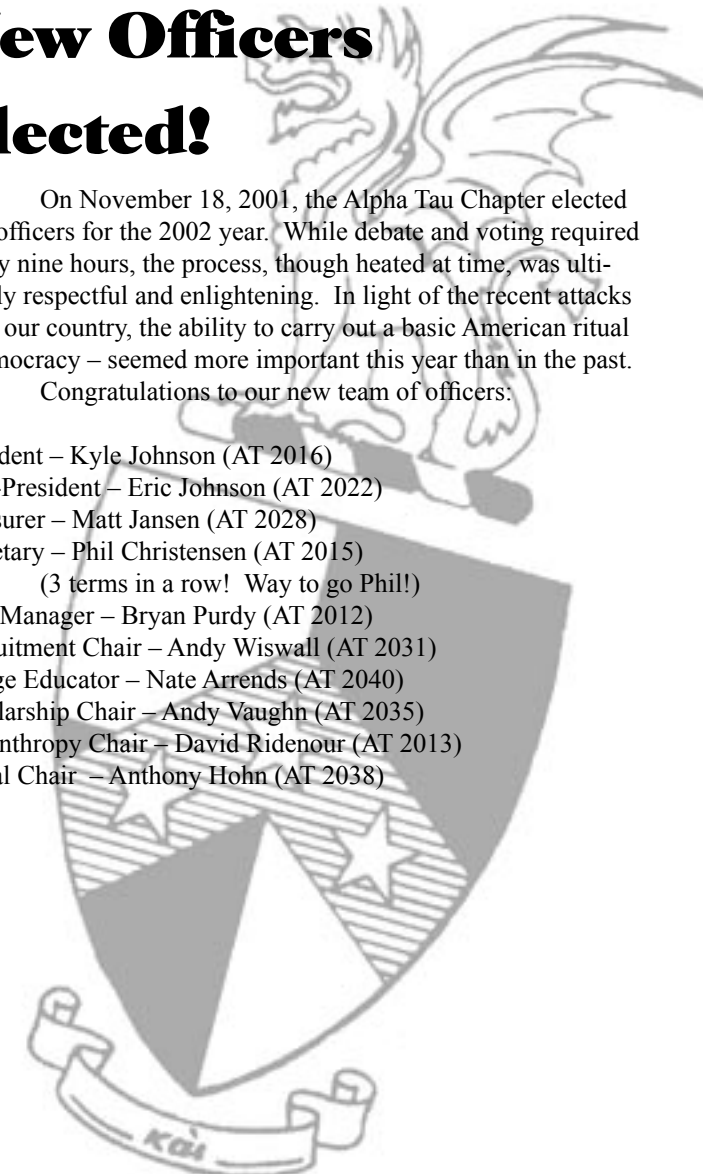 ew Officers
lected!
On November 18, 2001, the Alpha Tau Chapter elected
officers for the 2002 year. While debate and voting required
y nine hours, the process, though heated at time, was ulti-
ly respectful and enlightening. In light of the recent attacks
our country, the ability to carry out a basic American ritual
mocracy – seemed more important this year than in the past.
Congratulations to our new team of officers:
dent – Kyle Johnson (AT 2016)
-President – Eric Johnson (AT 2022)
surer – Matt Jansen (AT 2028)
etary – Phil Christensen (AT 2015)
(3 terms in a row! Way to go Phil!)
Manager – Bryan Purdy (AT 2012)
uitment Chair – Andy Wiswall (AT 2031)
ge Educator – Nate Arrends (AT 2040)
larship Chair – Andy Vaughn (AT 2035)
nthropy Chair – David Ridenour (AT 2013)
al Chair – Anthony Hohn (AT 2038)
και